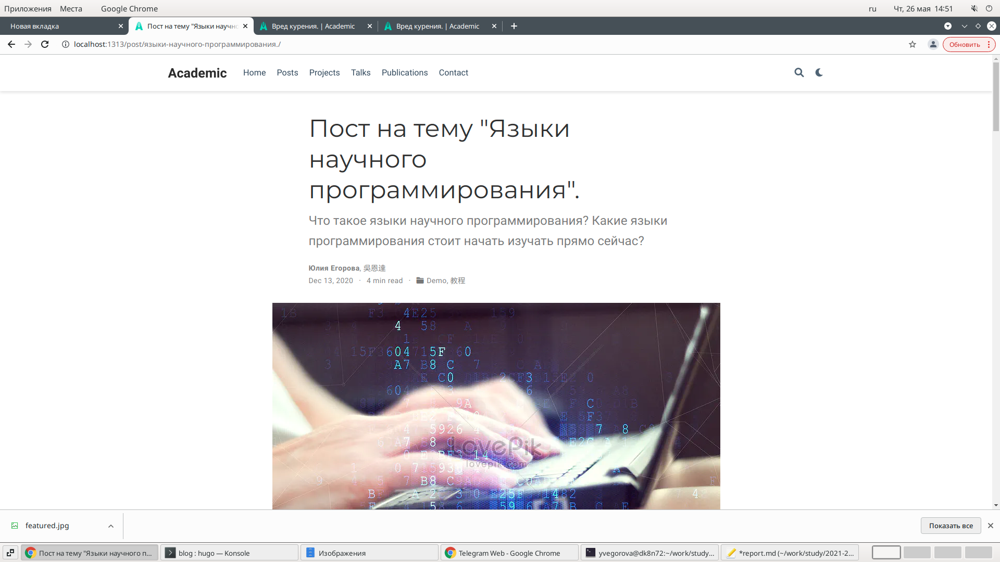 Приложения Места Google Chrome ru Чт, 26 мая 14:51
Новая вкладка Пост на тему "Языки научно Вред курения. | Academic Вред курения. | Academic
localhost:1313/post/языки-научного-программирования./ Обновить
Academic Home Posts Projects Talks Publications Contact
Пост на тему "Языки
научного
программирования".
Что такое языки научного программирования? Какие языки
программирования стоит начать изучать прямо сейчас?
Юлия Егорова, 吳恩達
Dec 13, 2020 · 4 min read · Demo, 教程
LovePik
lovepik.com
featured.jpg Показать все
Пост на тему "Языки научного п... blog : hugo — Konsole Изображения Telegram Web - Google Chrome yvegorova@dk8n72:~/work/study... *report.md (~/work/study/2021-2...